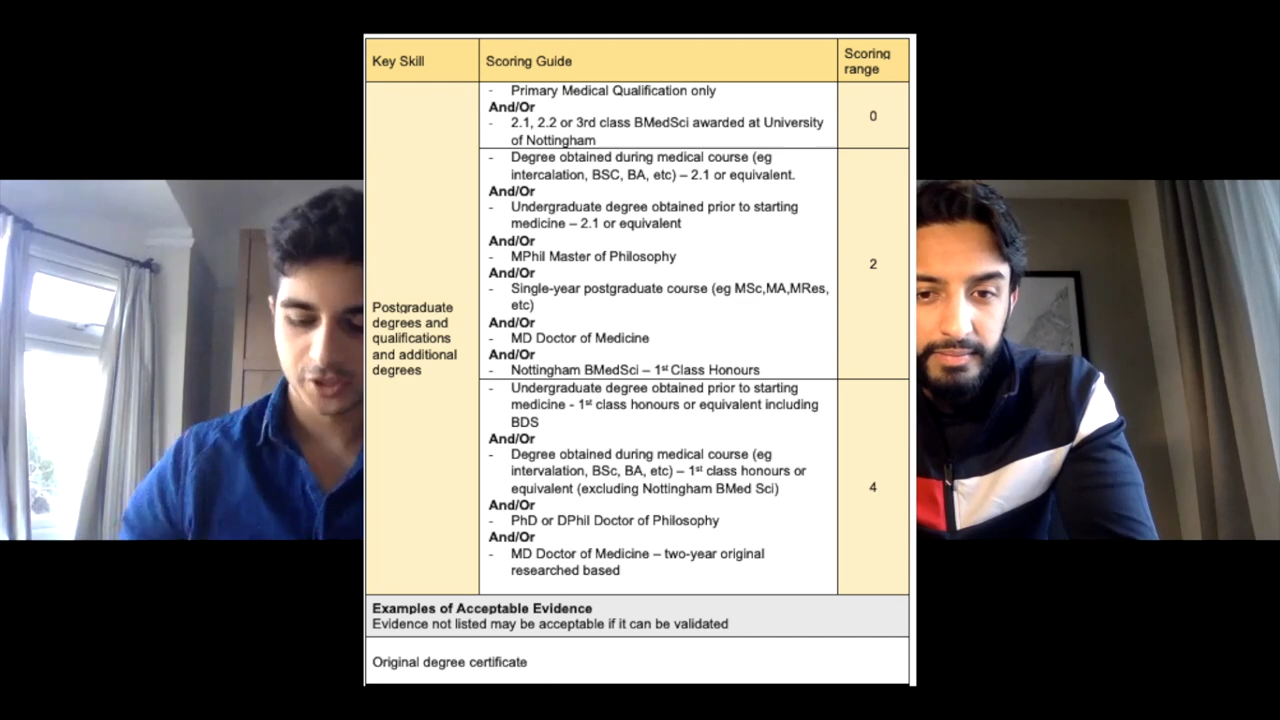 Key Skill
Scoring Guide
Scoring
range
- Primary Medical Qualification only
And/Or
- 2.1, 2.2 or 3rd class BMedSci awarded at University
of Nottingham
0
- Degree obtained during medical course (eg
intercalation, BSC, BA, etc) – 2.1 or equivalent.
And/Or
- Undergraduate degree obtained prior to starting
medicine – 2.1 or equivalent
And/Or
- MPhil Master of Philosophy
And/Or
- Single-year postgraduate course (eg MSc,MA,MRes,
etc)
And/Or
- MD Doctor of Medicine
And/Or
- Nottingham BMedSci – 1st Class Honours
2
Postgraduate
degrees and
qualifications
and additional
degrees
- Undergraduate degree obtained prior to starting
medicine - 1st class honours or equivalent including
BDS
And/Or
- Degree obtained during medical course (eg
intervalation, BSc, BA, etc) – 1st class honours or
equivalent (excluding Nottingham BMed Sci)
And/Or
- PhD or DPhil Doctor of Philosophy
And/Or
- MD Doctor of Medicine – two-year original
researched based
4
Examples of Acceptable Evidence
Evidence not listed may be acceptable if it can be validated
Original degree certificate